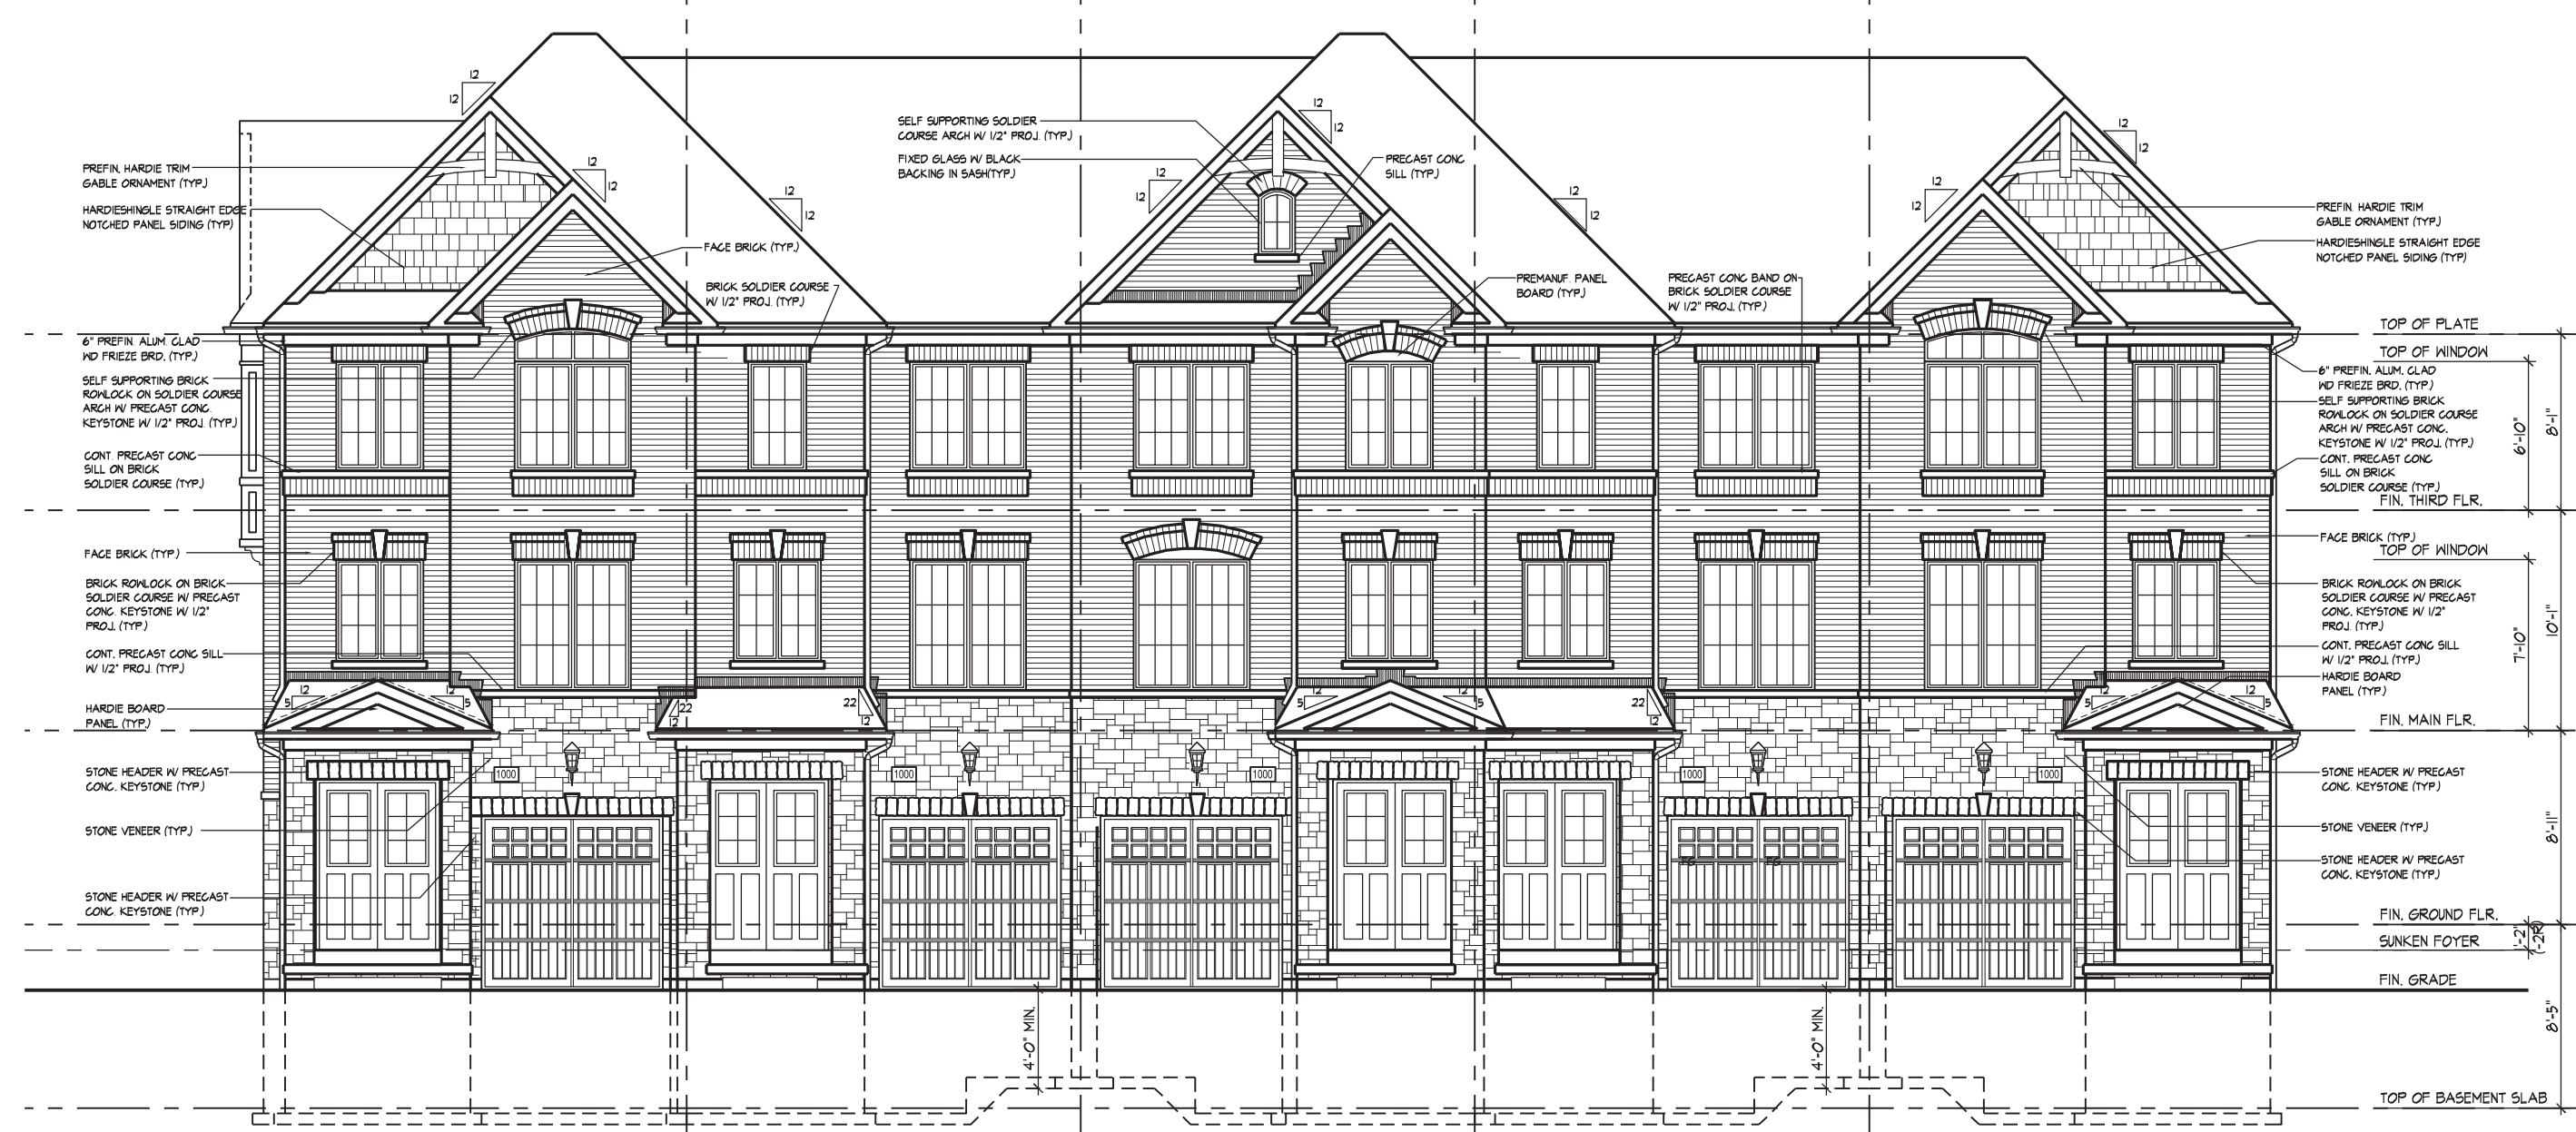 12
12
12
12
12
12
SELF SUPPORTING SOLDIER
COURSE ARCH W/ 1/2" PROJ. (TYP.)
FIXED GLASS W/ BLACK
BACKING IN SASH(TYP.)
12
12
12
12
PRECAST CONC
SILL (TYP.)
12
12
12
12
12
12
PREFIN. HARDIE TRIM
GABLE ORNAMENT (TYP.)
HARDIESHINGLE STRAIGHT EDGE
NOTCHED PANEL SIDING (TYP)
FACE BRICK (TYP.)
BRICK SOLDIER COURSE
W/ 1/2" PROJ. (TYP.)
PREMANUF. PANEL
BOARD (TYP.)
PRECAST CONC BAND ON
BRICK SOLDIER COURSE
W/ 1/2" PROJ. (TYP.)
PREFIN. HARDIE TRIM
GABLE ORNAMENT (TYP.)
HARDIESHINGLE STRAIGHT EDGE
NOTCHED PANEL SIDING (TYP)
6" PREFIN. ALUM. CLAD
WD FRIEZE BRD. (TYP.)
SELF SUPPORTING BRICK
ROWLOCK ON SOLDIER COURSE
ARCH W/ PRECAST CONC.
KEYSTONE W/ 1/2" PROJ. (TYP.)
CONT. PRECAST CONC
SILL ON BRICK
SOLDIER COURSE (TYP.)
FACE BRICK (TYP.)
BRICK ROWLOCK ON BRICK
SOLDIER COURSE W/ PRECAST
CONC. KEYSTONE W/ 1/2"
PROJ. (TYP.)
CONT. PRECAST CONC SILL
W/ 1/2" PROJ. (TYP.)
HARDIE BOARD
PANEL (TYP.)
STONE HEADER W/ PRECAST
CONC. KEYSTONE (TYP.)
STONE VENEER (TYP.)
STONE HEADER W/ PRECAST
CONC. KEYSTONE (TYP.)
12
5
12
5
22
12
22
12
12
5
12
5
22
12
12
5
12
5
1000
1000
1000
1000
1000
FG
FG
4'-0" MIN.
4'-0" MIN.
TOP OF PLATE
TOP OF WINDOW
6" PREFIN. ALUM. CLAD
WD FRIEZE BRD. (TYP.)
SELF SUPPORTING BRICK
ROWLOCK ON SOLDIER COURSE
ARCH W/ PRECAST CONC.
KEYSTONE W/ 1/2" PROJ. (TYP.)
CONT. PRECAST CONC
SILL ON BRICK
SOLDIER COURSE (TYP.)
FIN. THIRD FLR.
FACE BRICK (TYP.)
TOP OF WINDOW
BRICK ROWLOCK ON BRICK
SOLDIER COURSE W/ PRECAST
CONC. KEYSTONE W/ 1/2"
PROJ. (TYP.)
CONT. PRECAST CONC SILL
W/ 1/2" PROJ. (TYP.)
HARDIE BOARD
PANEL (TYP.)
FIN. MAIN FLR.
STONE HEADER W/ PRECAST
CONC. KEYSTONE (TYP.)
STONE VENEER (TYP.)
STONE HEADER W/ PRECAST
CONC. KEYSTONE (TYP.)
FIN. GROUND FLR.
SUNKEN FOYER
FIN. GRADE
TOP OF BASEMENT SLAB
6'-10"
8'-1"
7'-10"
10'-1"
8'-11"
1'-2"
(-2R)
8'-5"